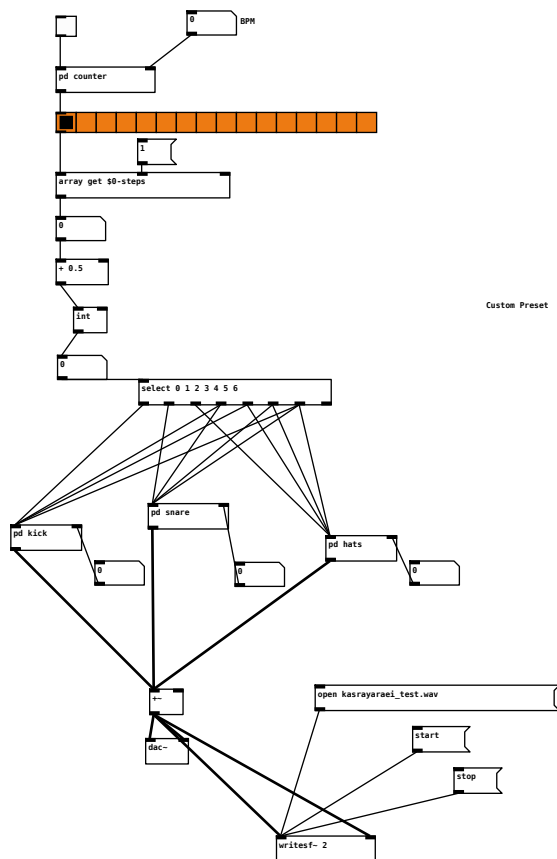 0
BPM
pd counter
1
array get $0-steps
0
+ 0.5
Custom Preset
int
0
select 0 1 2 3 4 5 6
pd snare
pd kick
pd hats
0
0
0
open kasrayaraei_test.wav
+~
start
dac~
stop
writesf~ 2